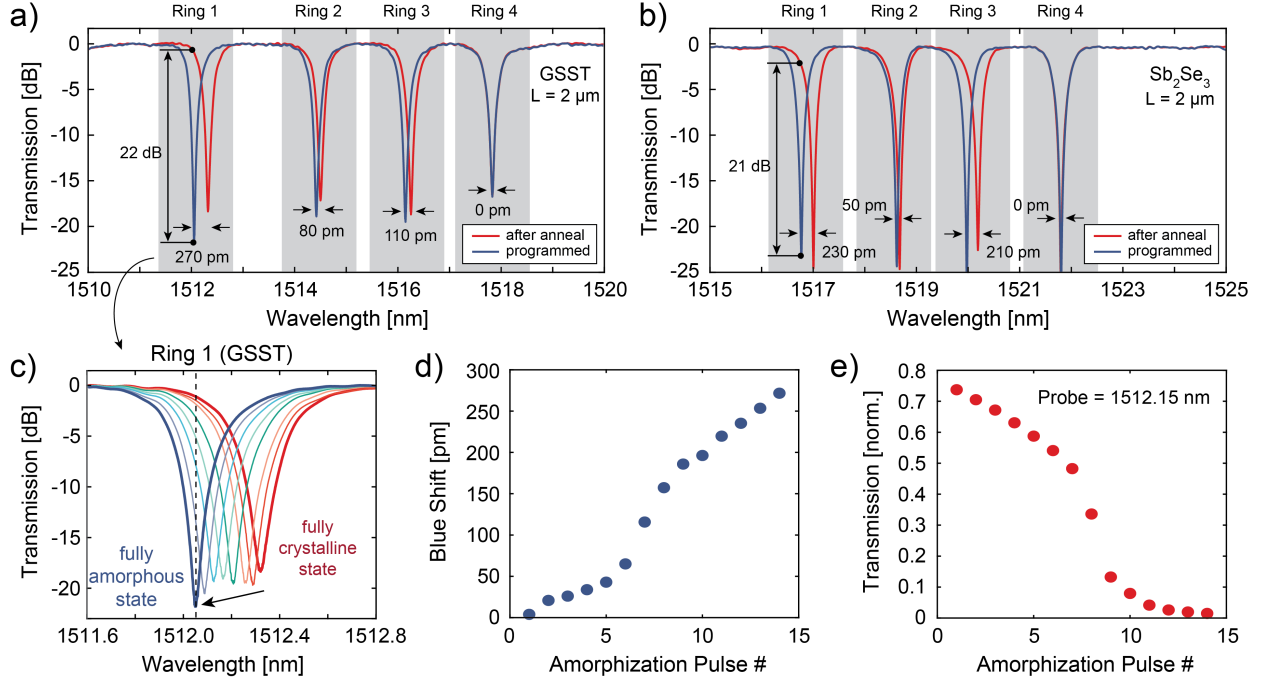 a)
Ring 1
Ring 2
Ring 3
Ring 4
Transmission [dB]
0
-5
-10
-15
-20
-25
GSST
L = 2 µm
22 dB
270 pm
80 pm
110 pm
0 pm
after anneal
programmed
1510
1512
1514
1516
1518
1520
Wavelength [nm]
b)
Ring 1
Ring 2
Ring 3
Ring 4
Transmission [dB]
0
-5
-10
-15
-20
-25
Sb2Se3
L = 2 µm
21 dB
230 pm
50 pm
210 pm
0 pm
after anneal
programmed
1515
1517
1519
1521
1523
1525
Wavelength [nm]
c)
Ring 1 (GSST)
Transmission [dB]
0
-5
-10
-15
-20
fully
amorphous
state
fully
crystalline
state
1511.6
1512.0
1512.4
1512.8
Wavelength [nm]
d)
Blue Shift [pm]
300
250
200
150
100
50
0
0
5
10
15
Amorphization Pulse #
e)
Transmission [norm.]
0.8
0.7
0.6
0.5
0.4
0.3
0.2
0.1
0
Probe = 1512.15 nm
0
5
10
15
Amorphization Pulse #